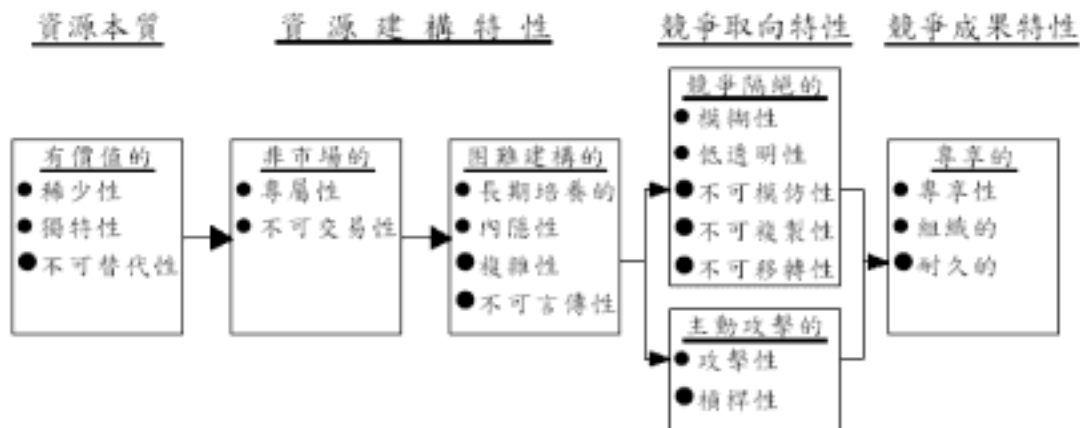 資源本質
資源建構特性
競爭取向特性
競爭成果特性
有價值的
稀少性
獨特性
不可替代性
非市場的
專屬性
不可交易性
困難建構的
長期培養的
內隱性
複雜性
不可言傳性
競爭隔絕的
模糊性
低透明性
不可模仿性
不可複製性
不可移轉性
主動攻擊的
攻擊性
槓桿性
專享的
專享性
組織的
耐久的